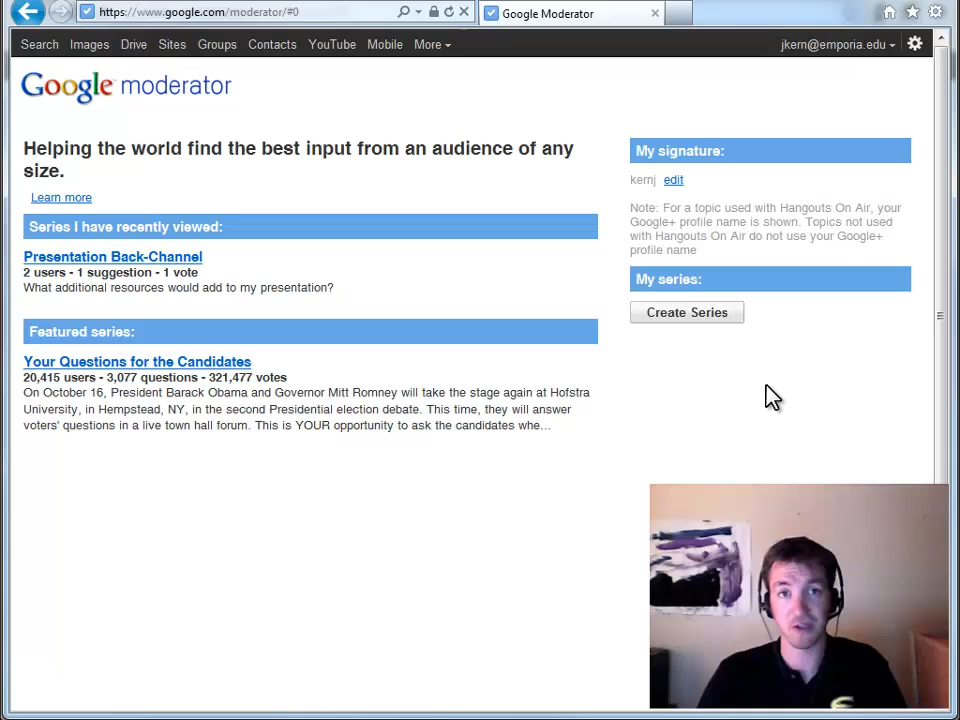 https://www.google.com/moderator/#0
Google Moderator
Search Images Drive Sites Groups Contacts YouTube Mobile More
jkern@emporia.edu
Google moderator
Helping the world find the best input from an audience of any
size.
Learn more
Series I have recently viewed:
Presentation Back-Channel
2 users - 1 suggestion - 1 vote
What additional resources would add to my presentation?
Featured series:
Your Questions for the Candidates
20,415 users - 3,077 questions - 321,477 votes
On October 16, President Barack Obama and Governor Mitt Romney will take the stage again at Hofstra
University, in Hempstead, NY, in the second Presidential election debate. This time, they will answer
voters' questions in a live town hall forum. This is YOUR opportunity to ask the candidates whe...
My signature:
kernj edit
Note: For a topic used with Hangouts On Air, your
Google+ profile name is shown. Topics not used
with Hangouts On Air do not use your Google+
profile name
My series:
Create Series